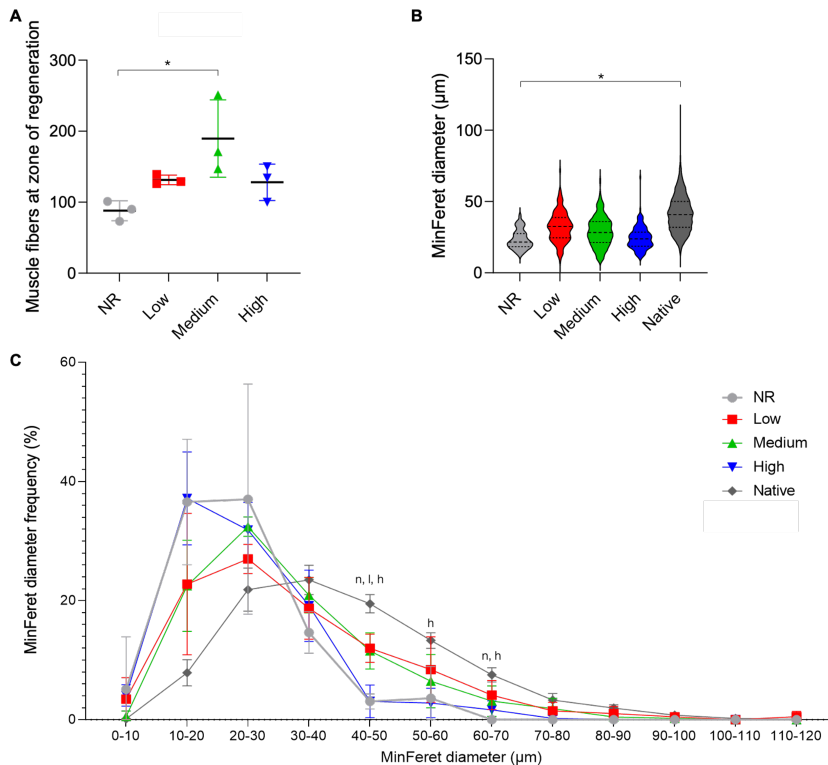 A
Muscle fibers at zone of regeneration
300
200
100
0
*
NR
Low
Medium
High
B
MinFeret diameter (µm)
150
100
50
0
*
NR
Low
Medium
High
Native
C
MinFeret diameter frequency (%)
60
40
20
0
n, l, h
h
n, h
NR
Low
Medium
High
Native
0-10 10-20 20-30 30-40 40-50 50-60 60-70 70-80 80-90 90-100 100-110 110-120
MinFeret diameter (µm)